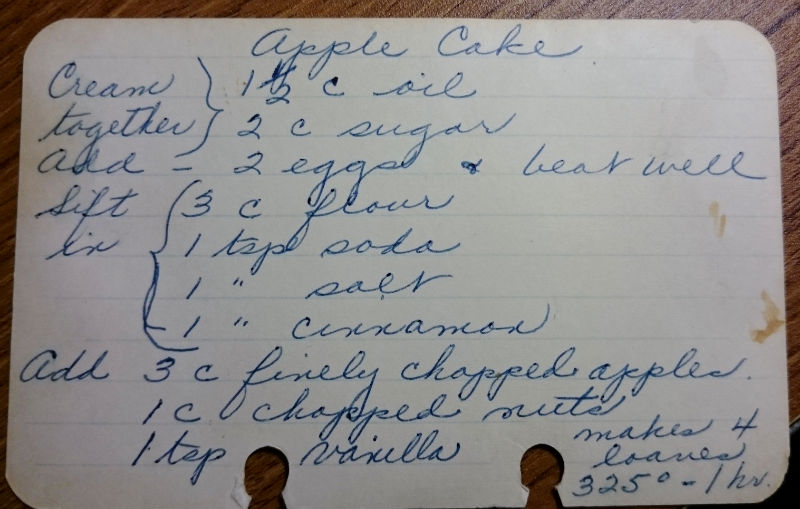 Apple Cake
Cream } 1 1/2 c oil
together } 2 c sugar
add - 2 eggs & beat well
Sift { 3 c flour
in { 1 tsp soda
1 " salt
1 " cinnamon
Add 3 c finely chopped apples.
1 c chopped nuts
1 tsp vanilla
makes 4
loaves
325° - 1 hr.